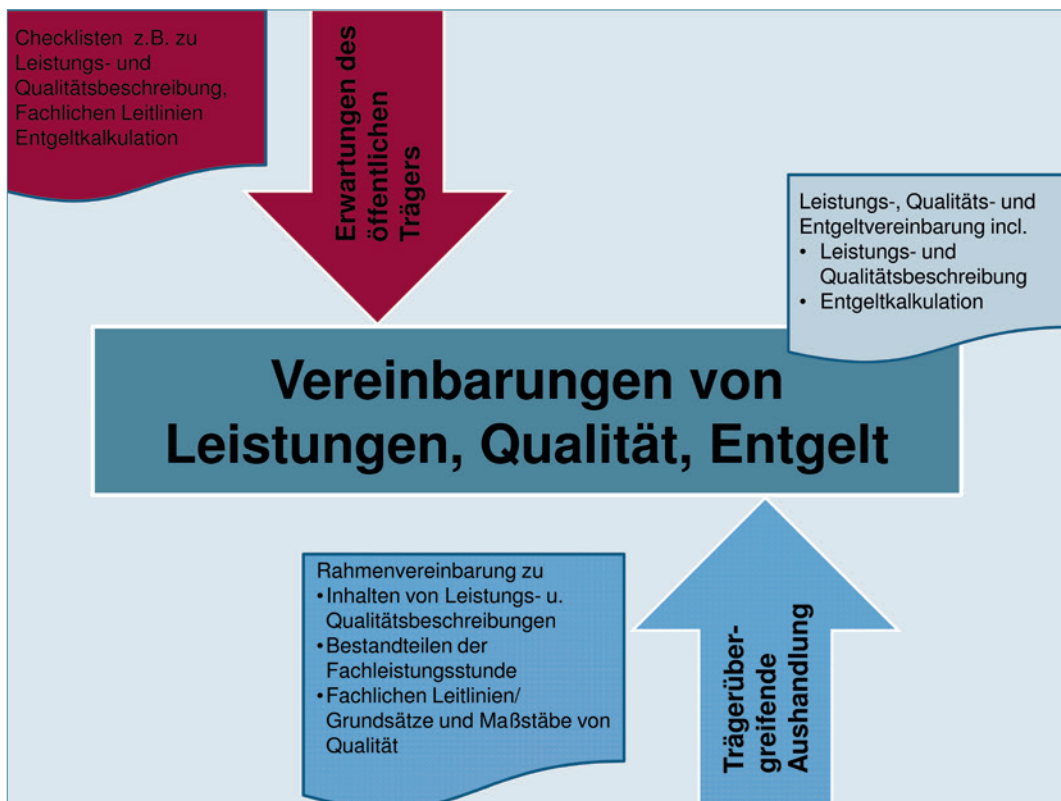 Checklisten z.B. zu
Leistungs- und
Qualitätsbeschreibung,
Fachlichen Leitlinien
Entgeltkalkulation
Erwartungen des
öffentlichen
Trägers
Leistungs-, Qualitäts- und
Entgeltvereinbarung incl.
• Leistungs- und
Qualitätsbeschreibung
• Entgeltkalkulation
Vereinbarungen von
Leistungen, Qualität, Entgelt
Rahmenvereinbarung zu
•Inhalten von Leistungs- u.
Qualitätsbeschreibungen
•Bestandteilen der
Fachleistungsstunde
•Fachlichen Leitlinien/
Grundsätze und Maßstäbe von
Qualität
Trägerüber-
greifende
Aushandlung